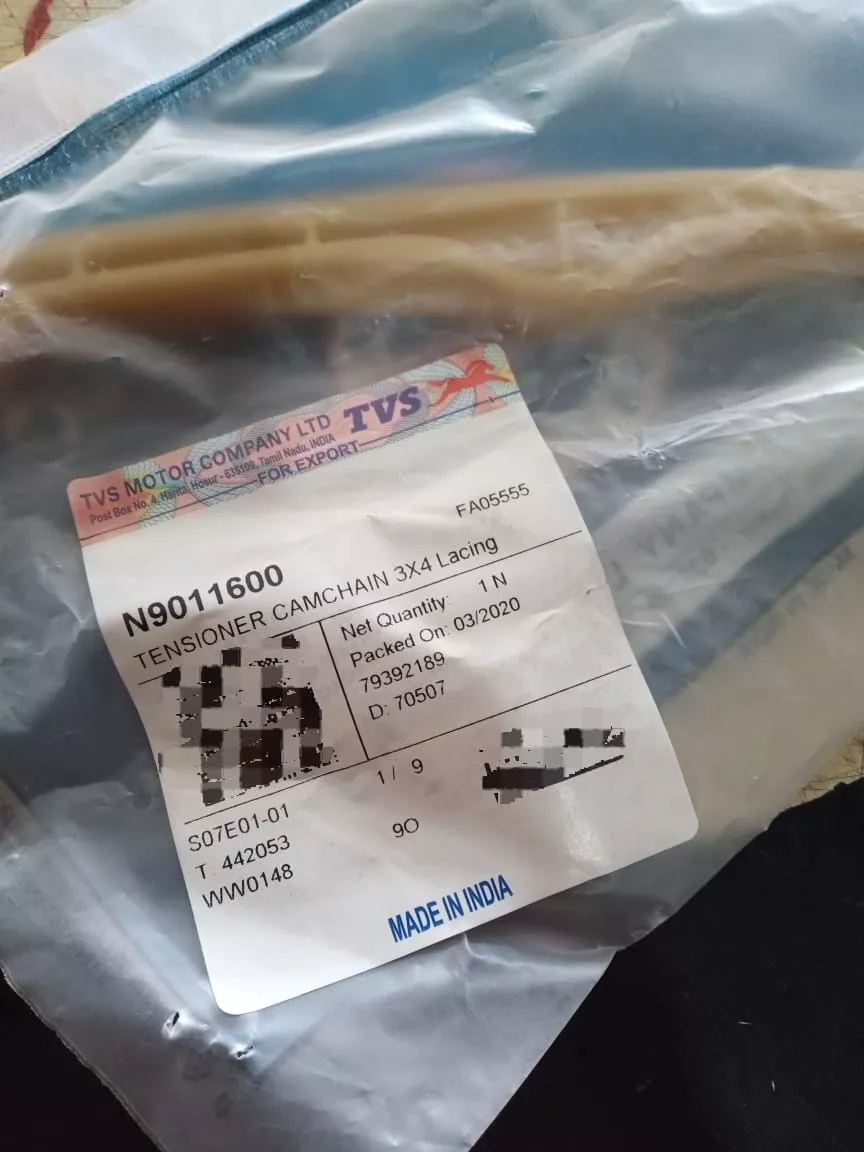 TVS MOTOR COMPANY LTD
TVS
Post Box No. 4, Harita, Hosur - 635109, Tamil Nadu, INDIA
FOR EXPORT
FA05555
N9011600
TENSIONER CAMCHAIN 3X4 Lacing
Net Quantity: 1 N
Packed On: 03/2020
79392189
D: 70507
1 / 9
S07E01-01
T 442053
9O
WW0148
MADE IN INDIA